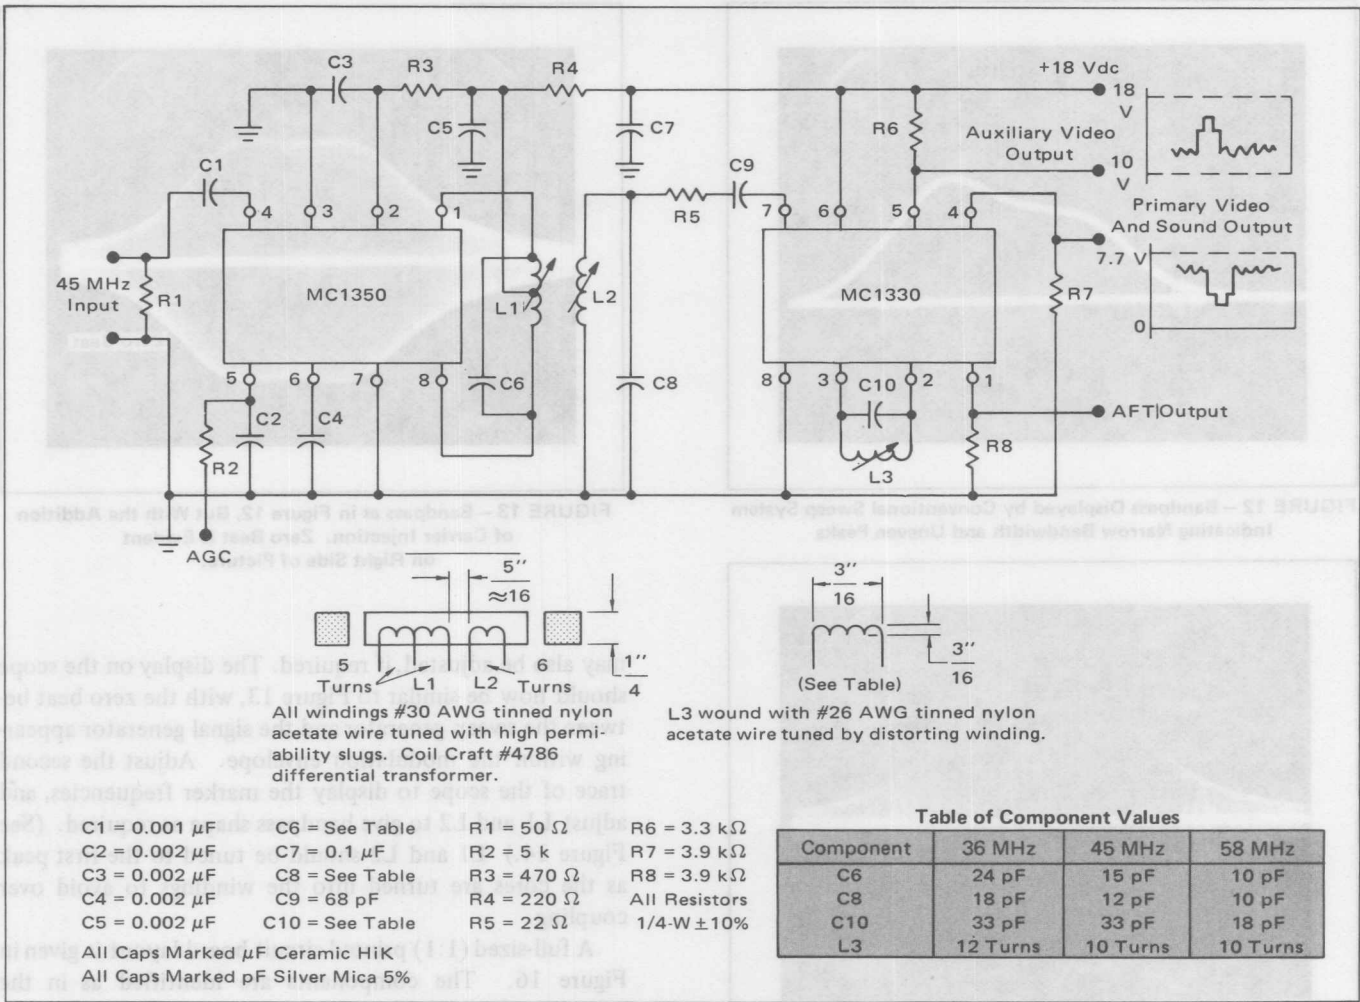 C3
R3
R4
+18 Vdc
18
V
C5
C7
R6
Auxiliary Video
Output
10
V
C1
C9
R5
Primary Video
And Sound Output
4
3
2
1
7
6
5
4
7.7 V
45 MHz
Input
R1
MC1350
L1
L2
MC1330
R7
0
5
6
7
8
C6
C8
8
3
2
1
C10
C2
C4
AFT Output
R2
R8
L3
AGC
5"
≈16
3"
16
5
6
1"
4
3"
16
Turns
L1
L2
Turns
(See Table)
All windings #30 AWG tinned nylon
acetate wire tuned with high permi-
ability slugs. Coil Craft #4786
differential transformer.
L3 wound with #26 AWG tinned nylon
acetate wire tuned by distorting winding.
C1 = 0.001 μF C6 = See Table R1 = 50 Ω R6 = 3.3 kΩ
C2 = 0.002 μF C7 = 0.1 μF R2 = 5 k R7 = 3.9 kΩ
C3 = 0.002 μF C8 = See Table R3 = 470 Ω R8 = 3.9 kΩ
C4 = 0.002 μF C9 = 68 pF R4 = 220 Ω All Resistors
C5 = 0.002 μF C10 = See Table R5 = 22 Ω 1/4-W ±10%
All Caps Marked μF Ceramic HiK
All Caps Marked pF Silver Mica 5%
Table of Component Values
Component 36 MHz 45 MHz 58 MHz
C6 24 pF 15 pF 10 pF
C8 18 pF 12 pF 10 pF
C10 33 pF 33 pF 18 pF
L3 12 Turns 10 Turns 10 Turns